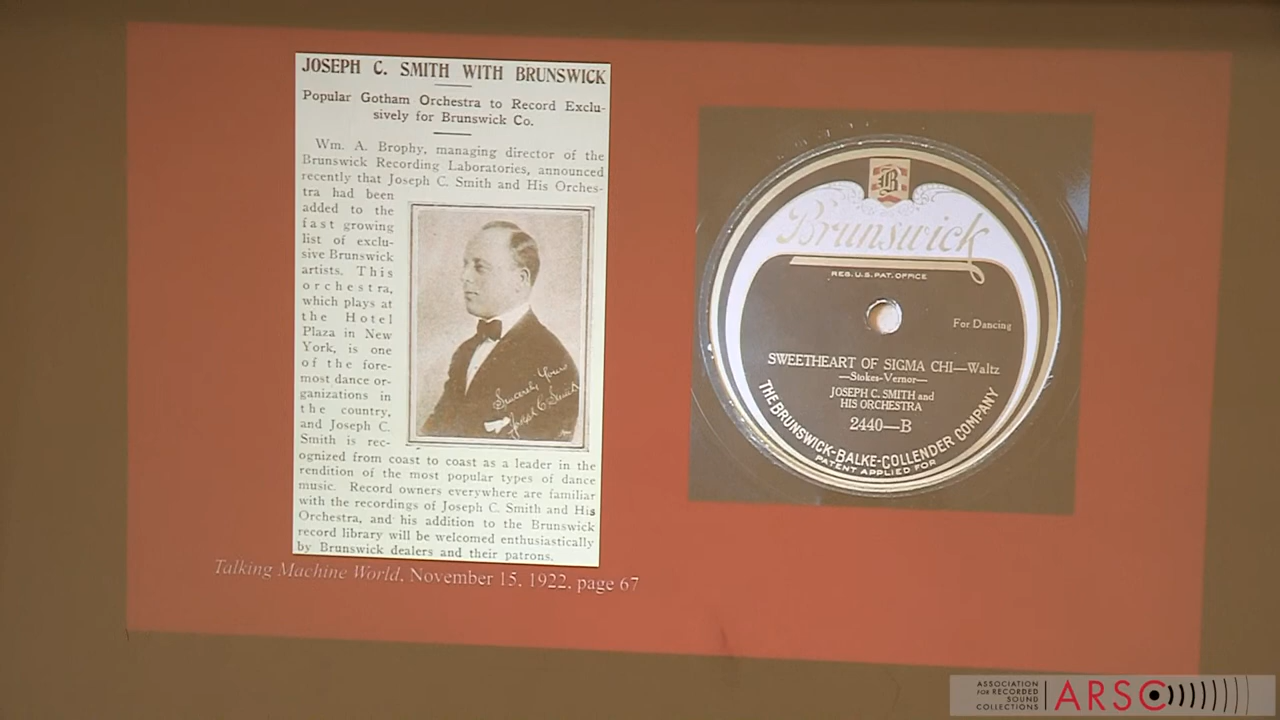 JOSEPH C. SMITH WITH BRUNSWICK
Popular Gotham Orchestra to Record Exclu-
sively for Brunswick Co.
Wm. A. Brophy, managing director of the
Brunswick Recording Laboratories, announced
recently that Joseph C. Smith and His Orches-
tra had been
added to the
fast growing
list of exclu-
sive Brunswick
artists. This
orchestra,
which plays at
the Hotel
Plaza in New
York, is one
of the fore-
most dance or-
ganizations in
the country,
and Joseph C.
Smith is rec-
ognized from coast to coast as a leader in the
rendition of the most popular types of dance
music. Record owners everywhere are familiar
with the recordings of Joseph C. Smith and His
Orchestra, and his addition to the Brunswick
record library will be welcomed enthusiastically
by Brunswick dealers and their patrons.
Sincerely Yours
Joseph C Smith
Talking Machine World, November 15, 1922, page 67
B
Brunswick
REG. U.S. PAT. OFFICE
For Dancing
SWEETHEART OF SIGMA CHI—Waltz
—Stokes-Vernor—
JOSEPH C. SMITH and
HIS ORCHESTRA
2440—B
THE BRUNSWICK-BALKE-COLLENDER COMPANY
PATENT APPLIED FOR
ASSOCIATION
FOR RECORDED
SOUND
COLLECTIONS
ARSC